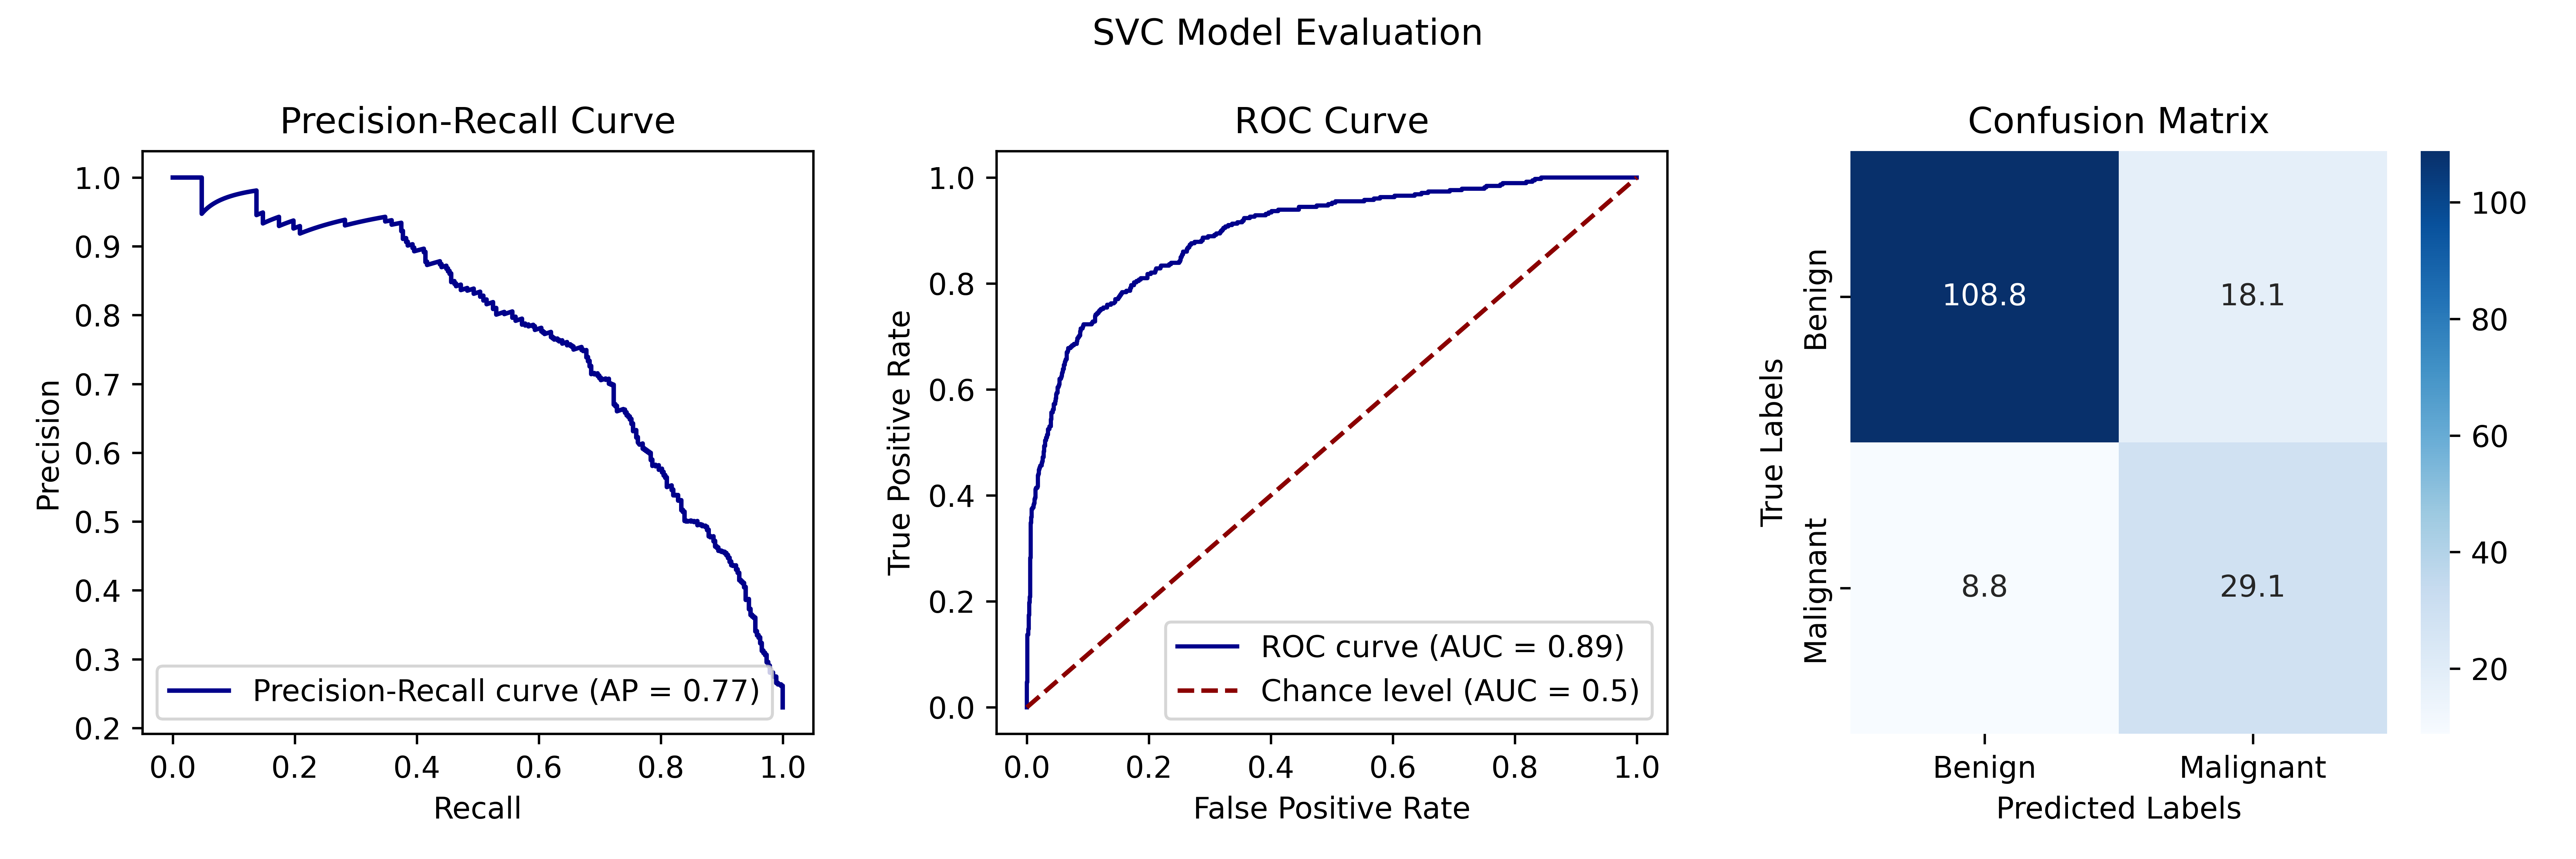 SVC Model Evaluation
Precision-Recall Curve
1.0
0.9
0.8
0.7
0.6
0.5
0.4
0.3
0.2
Precision
Precision-Recall curve (AP = 0.77)
0.0 0.2 0.4 0.6 0.8 1.0
Recall
ROC Curve
1.0
0.8
0.6
0.4
0.2
0.0
True Positive Rate
ROC curve (AUC = 0.89)
Chance level (AUC = 0.5)
0.0 0.2 0.4 0.6 0.8 1.0
False Positive Rate
Confusion Matrix
True Labels
Benign
Malignant
108.8 18.1
8.8 29.1
Benign Malignant
Predicted Labels
100
80
60
40
20